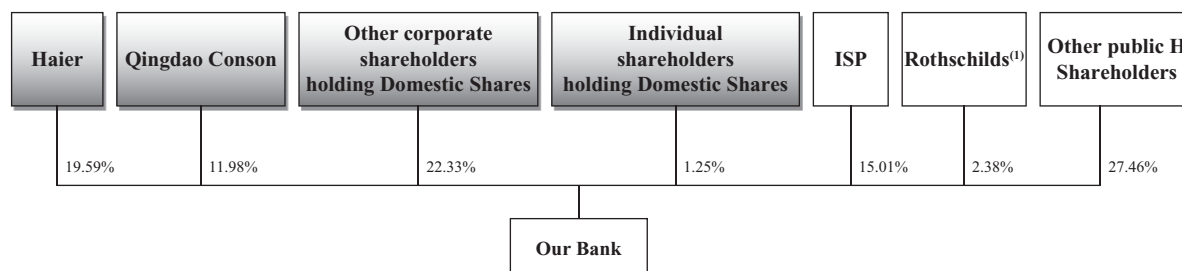 Haier
Qingdao Conson
Other corporate
shareholders
holding Domestic Shares
Individual
shareholders
holding Domestic Shares
ISP
Rothschilds(1)
Other public H
Shareholders
19.59%
11.98%
22.33%
1.25%
15.01%
2.38%
27.46%
Our Bank